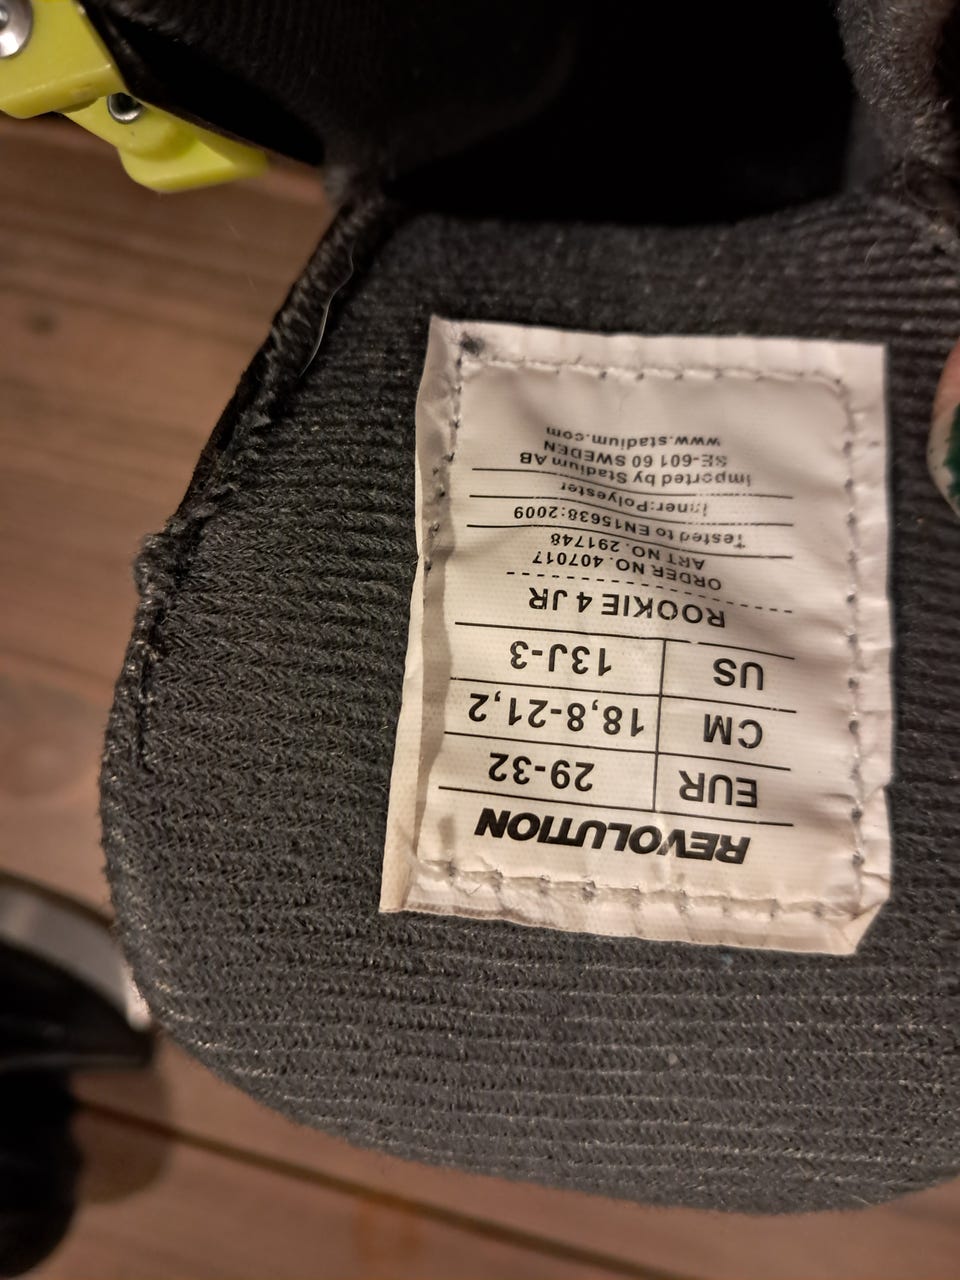 REVOLUTION
EUR 29-32
CM 18,8-21,2
US 13J-3
ROOKIE 4 JR
ORDER NO. 407017
ART NO. 291748
Tested to EN15638:2009
Inner:Polyester
Imported by Stadium AB
SE-601 60 SWEDEN
www.stadium.com